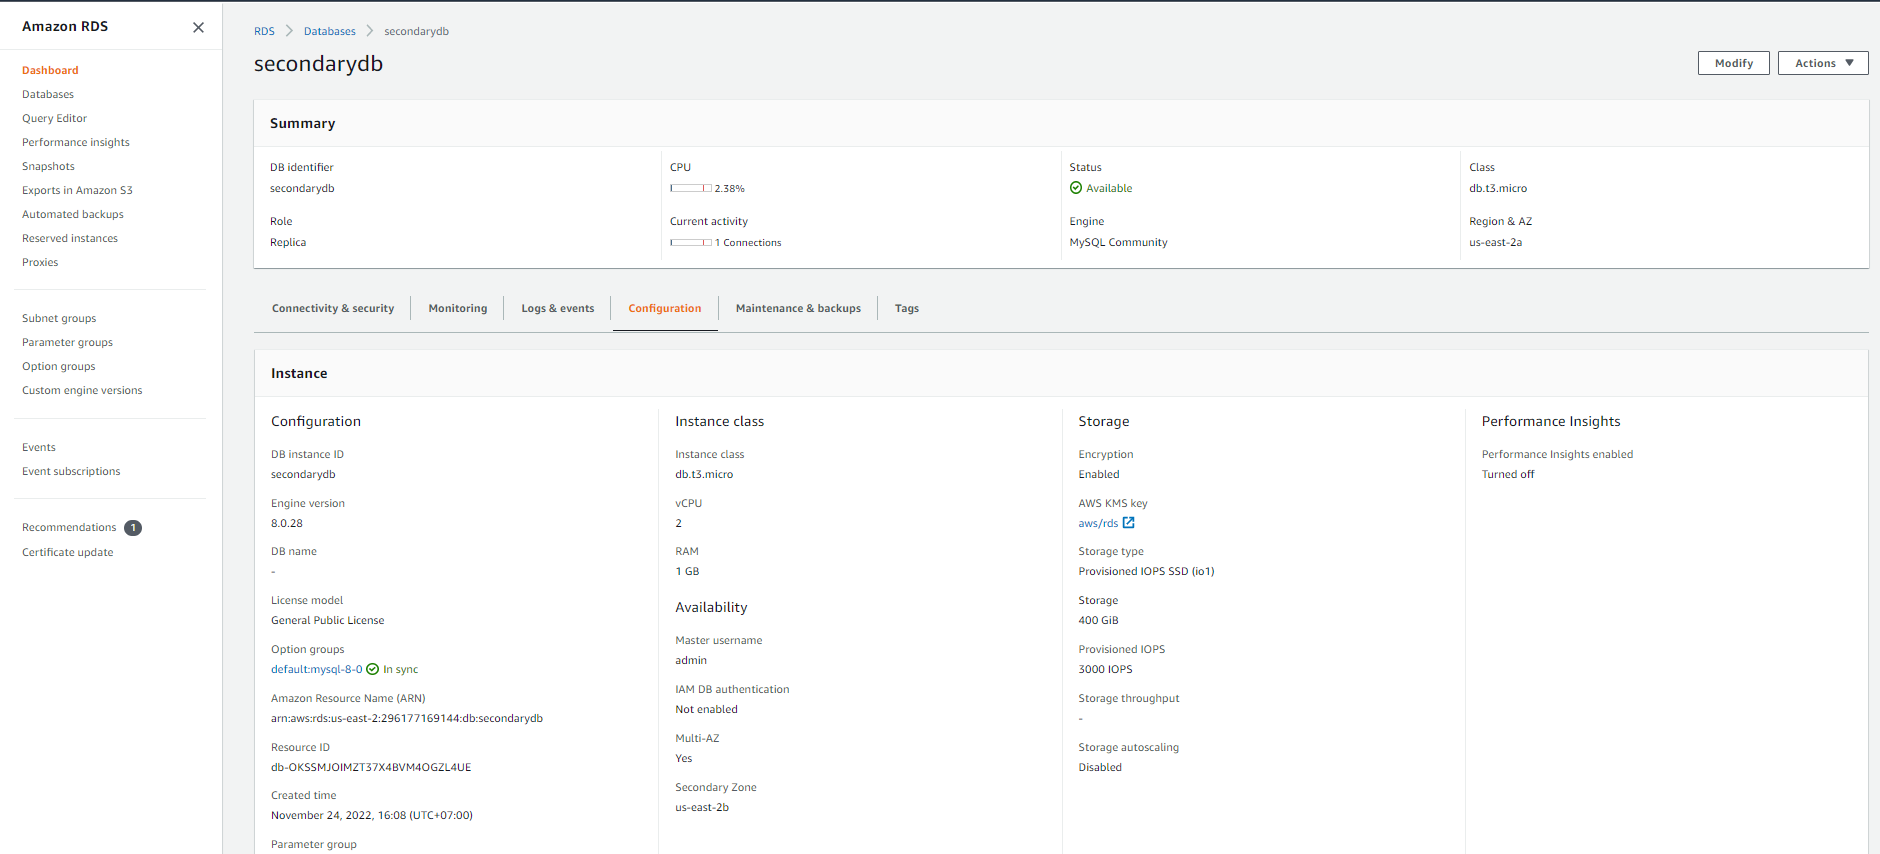 Amazon RDS
Dashboard
Databases
Query Editor
Performance insights
Snapshots
Exports in Amazon S3
Automated backups
Reserved instances
Proxies
Subnet groups
Parameter groups
Option groups
Custom engine versions
Events
Event subscriptions
Recommendations 1
Certificate update
RDS Databases secondarydb
secondarydb
Modify
Actions
Summary
DB identifier
secondarydb
CPU
2.38%
Status
Available
Class
db.t3.micro
Role
Replica
Current activity
1 Connections
Engine
MySQL Community
Region & AZ
us-east-2a
Connectivity & security
Monitoring
Logs & events
Configuration
Maintenance & backups
Tags
Instance
Configuration
DB instance ID
secondarydb
Engine version
8.0.28
DB name
-
License model
General Public License
Option groups
default:mysql-8-0 In sync
Amazon Resource Name (ARN)
arn:aws:rds:us-east-2:296177169144:db:secondarydb
Resource ID
db-OKSSMJOIMZT37X4BVM4OGZL4UE
Created time
November 24, 2022, 16:08 (UTC+07:00)
Parameter group
Instance class
Instance class
db.t3.micro
vCPU
2
RAM
1 GB
Availability
Master username
admin
IAM DB authentication
Not enabled
Multi-AZ
Yes
Secondary Zone
us-east-2b
Storage
Encryption
Enabled
AWS KMS key
aws/rds
Storage type
Provisioned IOPS SSD (io1)
Storage
400 GiB
Provisioned IOPS
3000 IOPS
Storage throughput
-
Storage autoscaling
Disabled
Performance Insights
Performance Insights enabled
Turned off